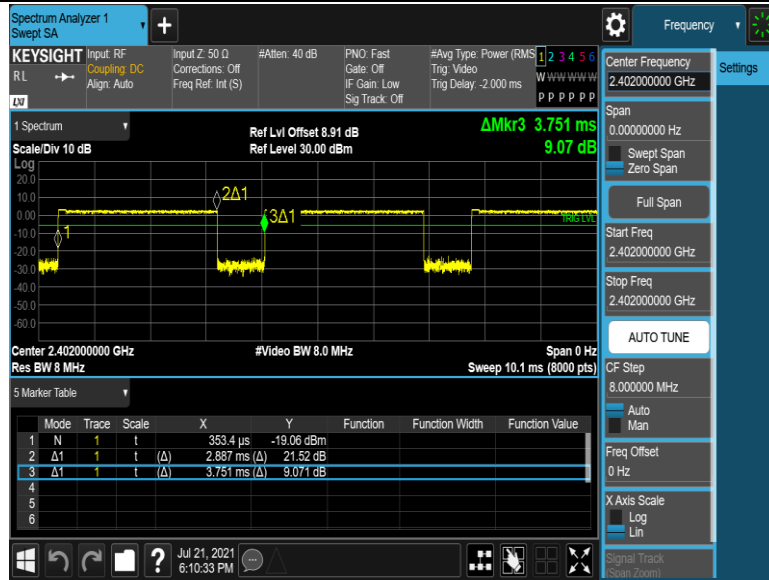 Spectrum Analyzer 1
Swept SA
Frequency
KEYSIGHT
RL
LXI
Input: RF
Coupling: DC
Align: Auto
Input Z: 50 Ω
Corrections: Off
Freq Ref: Int (S)
#Atten: 40 dB
PNO: Fast
Gate: Off
IF Gain: Low
Sig Track: Off
#Avg Type: Power (RMS
Trig: Video
Trig Delay: -2.000 ms
1 2 3 4 5 6
W W W W W W
P P P P P P
1 Spectrum
Scale/Div 10 dB
Ref Lvl Offset 8.91 dB
Ref Level 30.00 dBm
ΔMkr3 3.751 ms
9.07 dB
Log
20.0
10.0
0.00
-10.0
-20.0
-30.0
-40.0
-50.0
-60.0
1
2Δ1
3Δ1
TRIG LVL
Center 2.402000000 GHz
#Video BW 8.0 MHz
Span 0 Hz
Res BW 8 MHz
Sweep 10.1 ms (8000 pts)
5 Marker Table
Mode Trace Scale X Y Function Function Width Function Value
1 N 1 t 353.4 µs -19.06 dBm
2 Δ1 1 t (Δ) 2.887 ms (Δ) 21.52 dB
3 Δ1 1 t (Δ) 3.751 ms (Δ) 9.071 dB
4
5
6
Center Frequency
2.402000000 GHz
Settings
Span
0.00000000 Hz
Swept Span
Zero Span
Full Span
Start Freq
2.402000000 GHz
Stop Freq
2.402000000 GHz
AUTO TUNE
CF Step
8.000000 MHz
Auto
Man
Freq Offset
0 Hz
X Axis Scale
Log
Lin
Signal Track
(Span Zoom)
?
Jul 21, 2021
6:10:33 PM